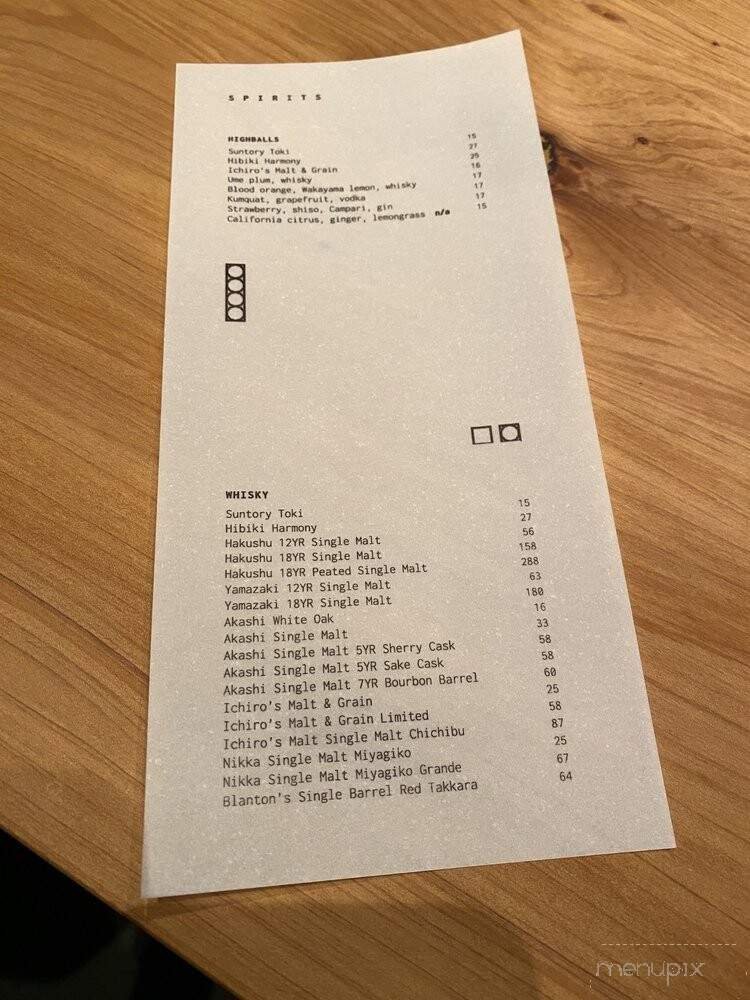 SPIRITS
HIGHBALLS
Suntory Toki 15
Hibiki Harmony 27
Ichiro's Malt & Grain 25
Ume plum, whisky 16
Blood orange, Wakayama lemon, whisky 17
Kumquat, grapefruit, vodka 17
Strawberry, shiso, Campari, gin 17
California citrus, ginger, lemongrass n/a 15
WHISKY
Suntory Toki 15
Hibiki Harmony 27
Hakushu 12YR Single Malt 56
Hakushu 18YR Single Malt 158
Hakushu 18YR Peated Single Malt 288
Yamazaki 12YR Single Malt 63
Yamazaki 18YR Single Malt 180
Akashi White Oak 16
Akashi Single Malt 33
Akashi Single Malt 5YR Sherry Cask 58
Akashi Single Malt 5YR Sake Cask 58
Akashi Single Malt 7YR Bourbon Barrel 60
Ichiro's Malt & Grain 25
Ichiro's Malt & Grain Limited 58
Ichiro's Malt Single Malt Chichibu 87
Nikka Single Malt Miyagiko 25
Nikka Single Malt Miyagiko Grande 67
Blanton's Single Barrel Red Takkara 64
menupix